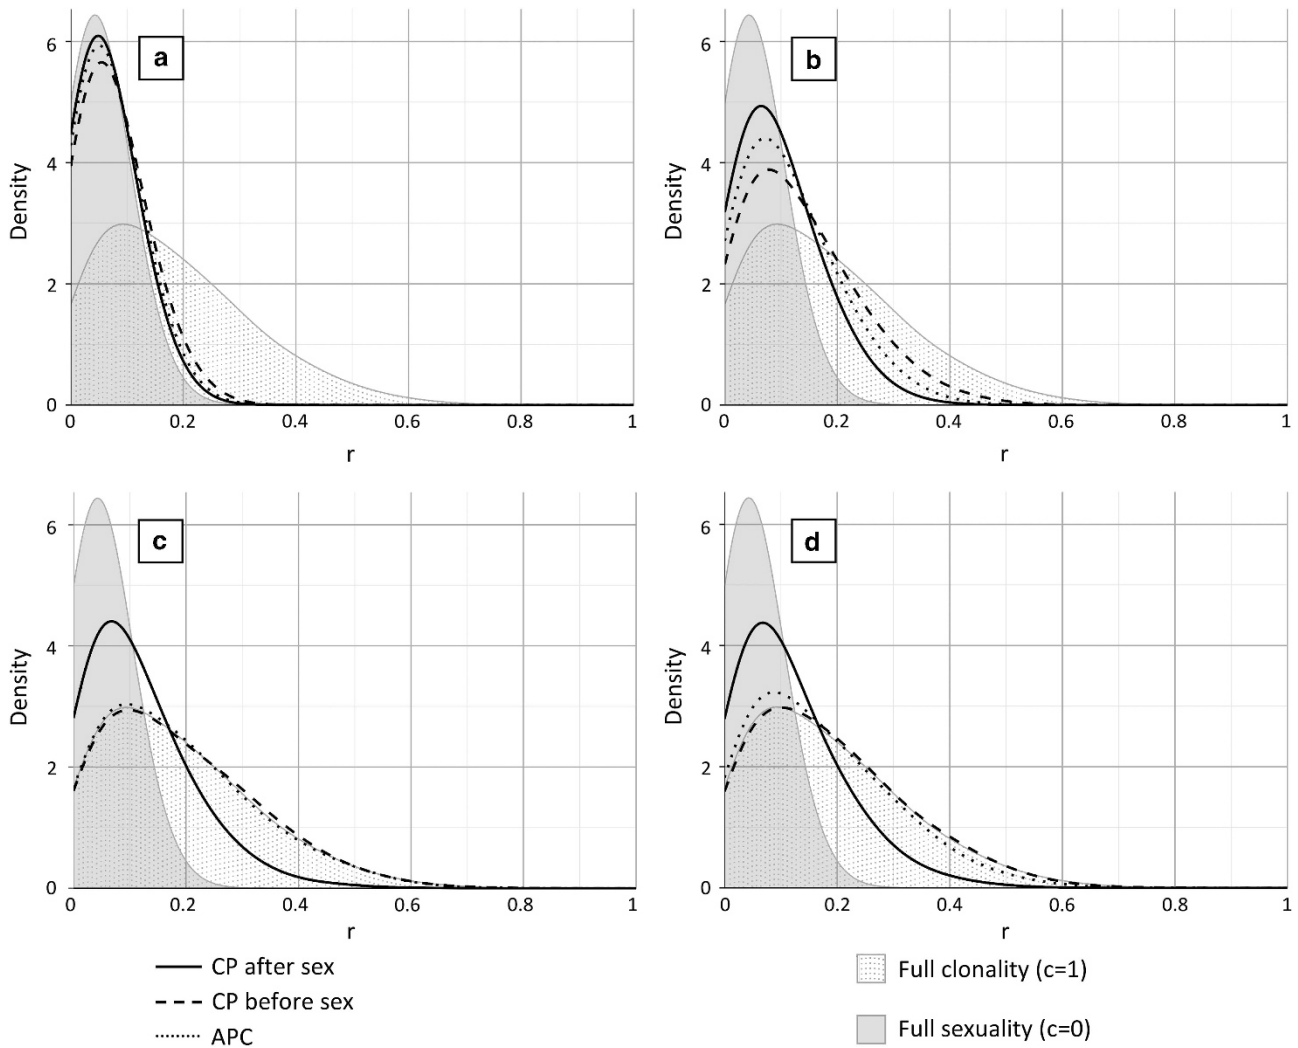 a
b
6
4
2
0
Density
0 0.2 0.4 0.6 0.8 1
r
6
4
2
0
Density
0 0.2 0.4 0.6 0.8 1
r
c
d
6
4
2
0
Density
0 0.2 0.4 0.6 0.8 1
r
6
4
2
0
Density
0 0.2 0.4 0.6 0.8 1
r
CP after sex
CP before sex
APC
Full clonality (c=1)
Full sexuality (c=0)